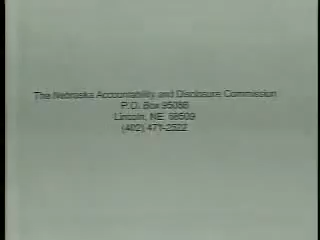 The Nebraska Accountability and Disclosure Commission
P.O. Box 95086
Lincoln, NE 68509
(402) 471-2522